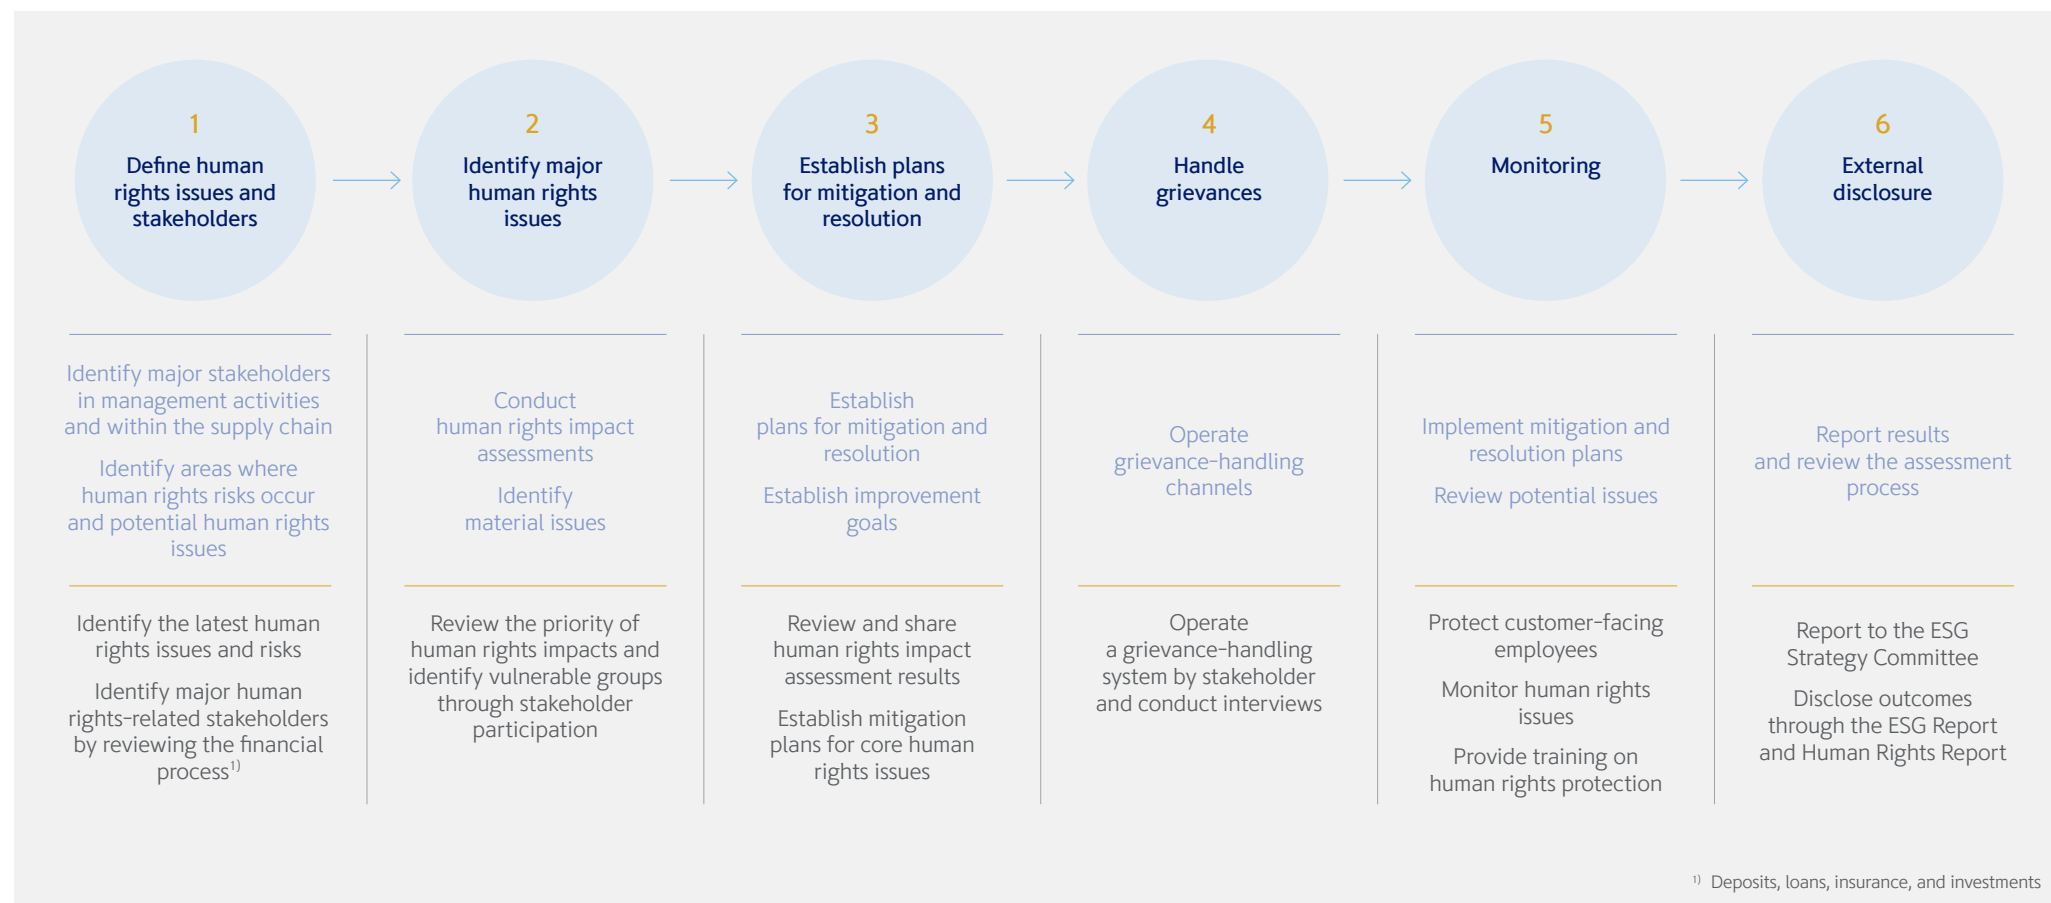 1
Define human
rights issues and
stakeholders
2
Identify major
human rights
issues
3
Establish plans
for mitigation and
resolution
4
Handle
grievances
5
Monitoring
6
External
disclosure
Identify major stakeholders
in management activities
and within the supply chain
Identify areas where
human rights risks occur
and potential human rights
issues
Conduct
human rights impact
assessments
Identify
material issues
Establish
plans for mitigation and
resolution
Establish improvement
goals
Operate
grievance-handling
channels
Implement mitigation and
resolution plans
Review potential issues
Report results
and review the assessment
process
Identify the latest human
rights issues and risks
Identify major human
rights-related stakeholders
by reviewing the financial
process1)
Review the priority of
human rights impacts and
identify vulnerable groups
through stakeholder
participation
Review and share
human rights impact
assessment results
Establish mitigation
plans for core human
rights issues
Operate
a grievance-handling
system by stakeholder
and conduct interviews
Protect customer-facing
employees
Monitor human rights
issues
Provide training on
human rights protection
Report to the ESG
Strategy Committee
Disclose outcomes
through the ESG Report
and Human Rights Report
1) Deposits, loans, insurance, and investments